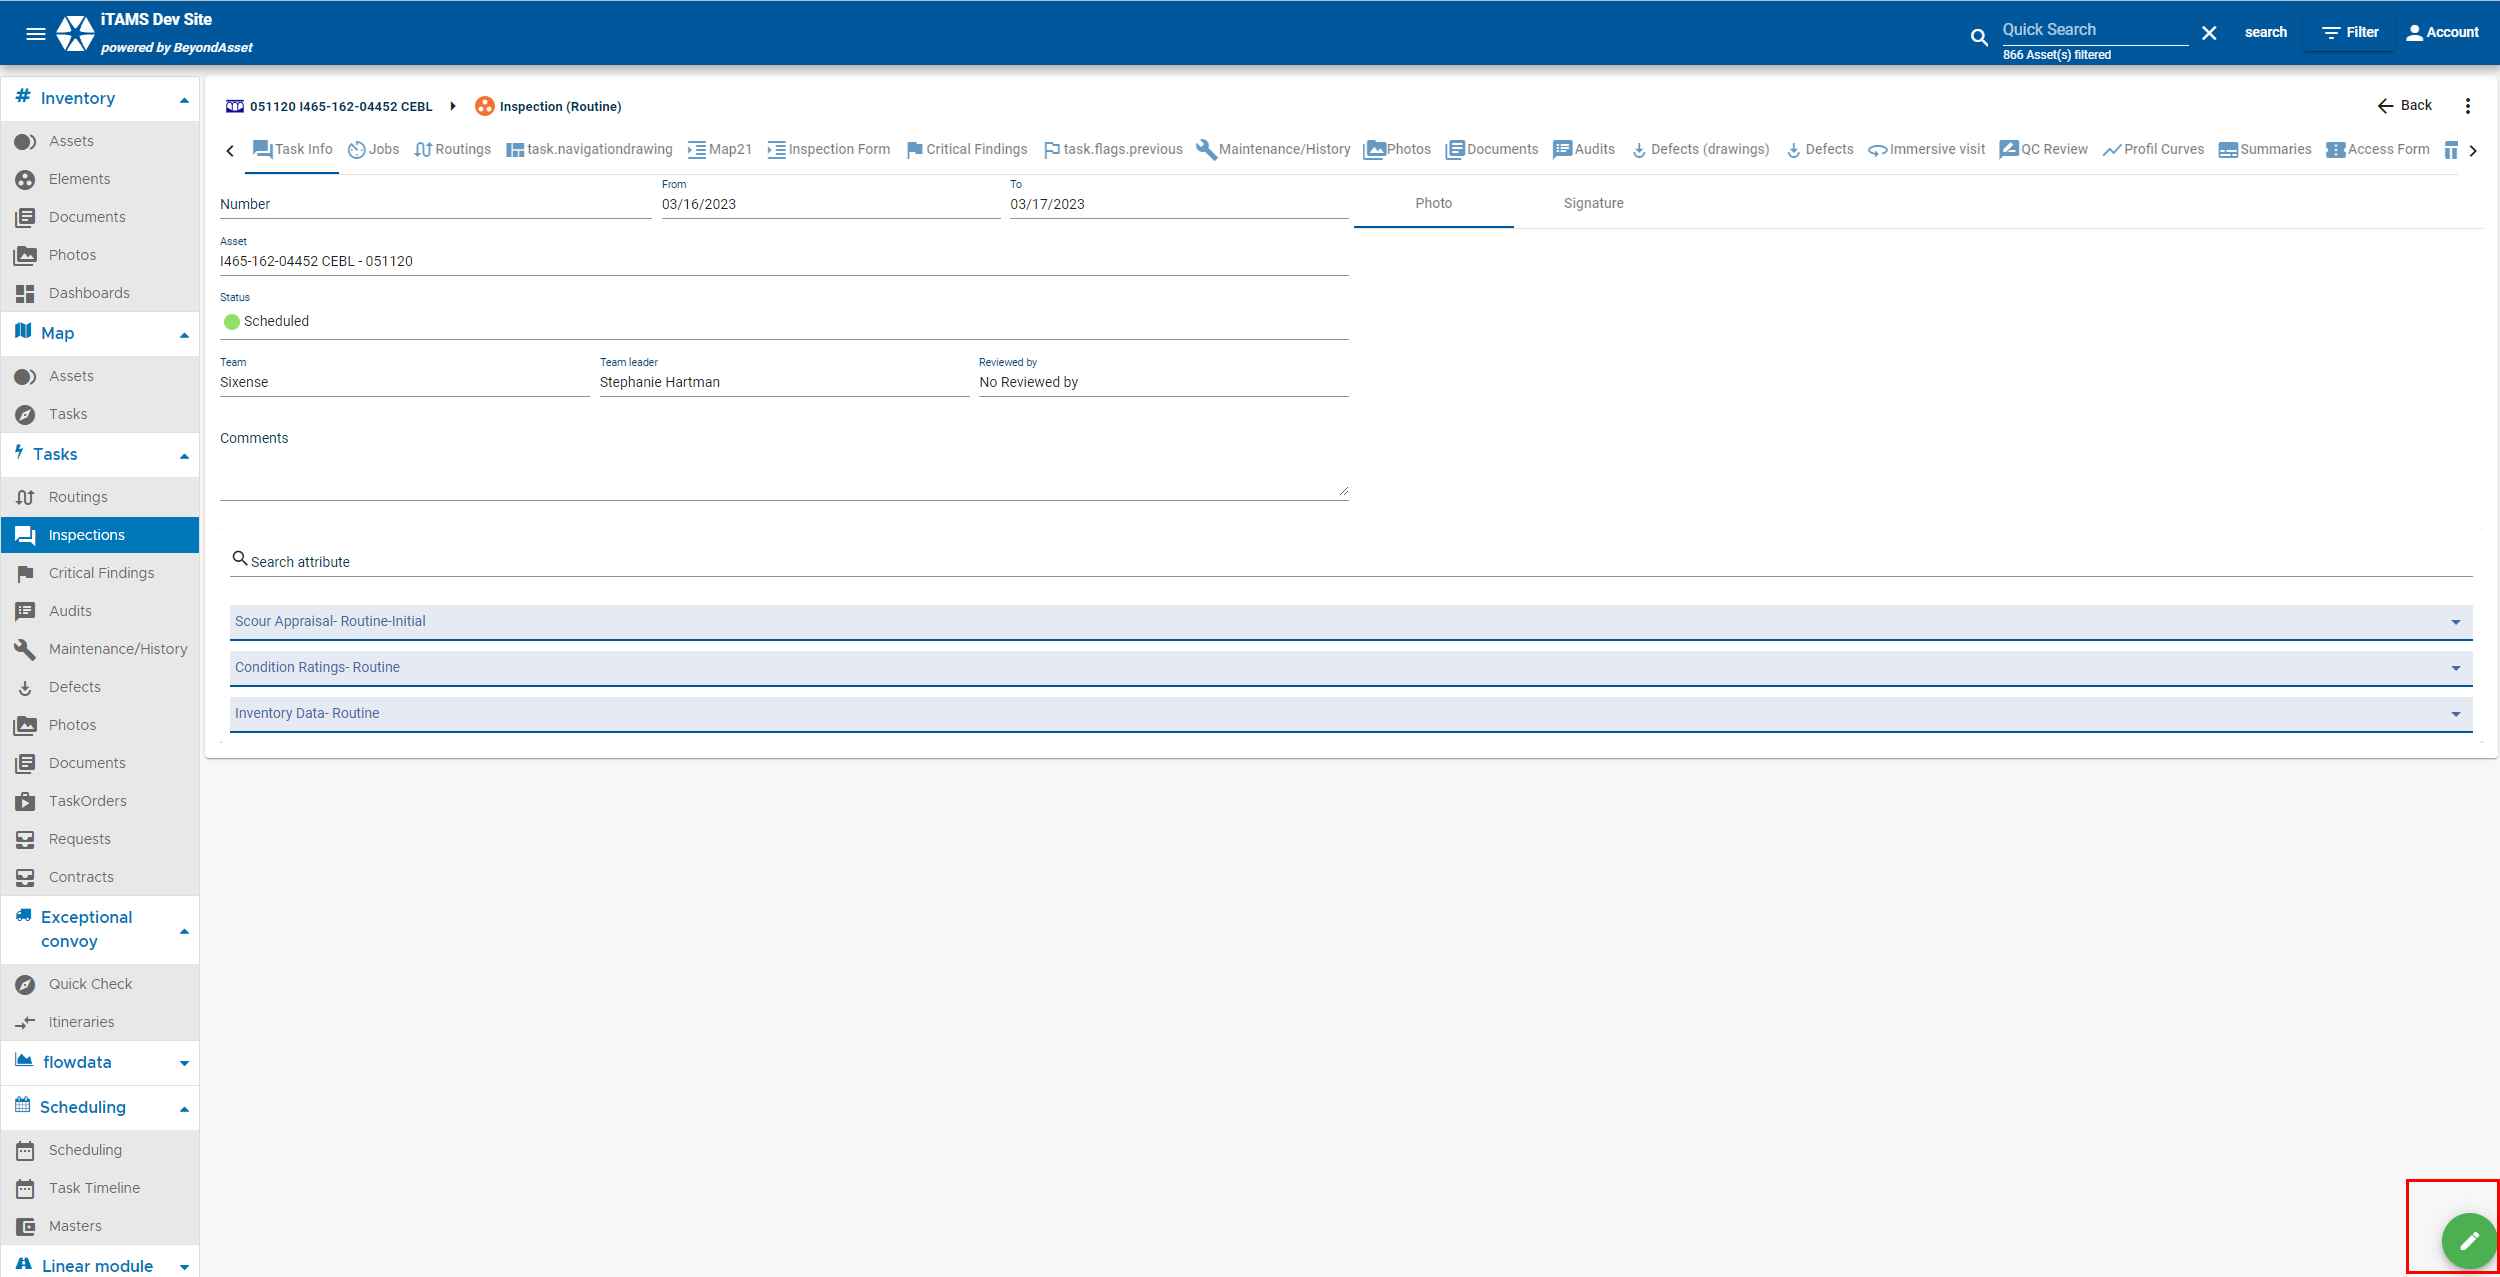 iTAMS Dev Site
powered by BeyondAsset
Quick Search
866 Asset(s) filtered
search
Filter
Account
Inventory
Assets
Elements
Documents
Photos
Dashboards
Map
Assets
Tasks
Tasks
Routings
Inspections
Critical Findings
Audits
Maintenance/History
Defects
Photos
Documents
TaskOrders
Requests
Contracts
Exceptional
convoy
Quick Check
Itineraries
flowdata
Scheduling
Scheduling
Task Timeline
Masters
Linear module
051120 I465-162-04452 CEBL Inspection (Routine)
Back
Task Info Jobs Routings task.navigationdrawing Map21 Inspection Form Critical Findings task.flags.previous Maintenance/History Photos Documents Audits Defects (drawings) Defects Immersive visit QC Review Profil Curves Summaries Access Form
From To
Number 03/16/2023 03/17/2023
Photo Signature
Asset
I465-162-04452 CEBL - 051120
Status
Scheduled
Team Team leader Reviewed by
Sixense Stephanie Hartman No Reviewed by
Comments
Search attribute
Scour Appraisal- Routine-Initial
Condition Ratings- Routine
Inventory Data- Routine